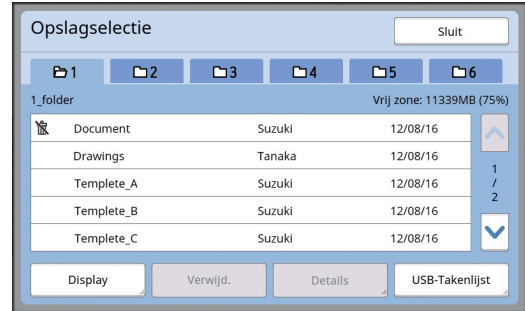 Opslagselectie Sluit
1 2 3 4 5 6
1_folder Vrij zone: 11339MB (75%)
Document Suzuki 12/08/16
Drawings Tanaka 12/08/16
Templete_A Suzuki 12/08/16
Templete_B Suzuki 12/08/16
Templete_C Suzuki 12/08/16
1
/
2
Display Verwijd. Details USB-Takenlijst